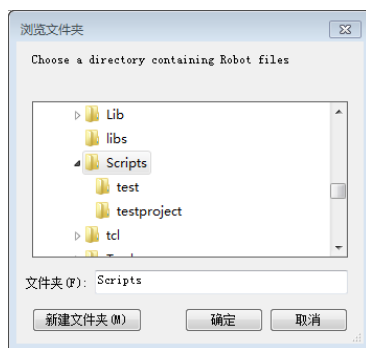 浏览文件夹
Choose a directory containing Robot files
Lib
libs
Scripts
test
testproject
tcl
文件夹(F): Scripts
新建文件夹(M) 确定 取消